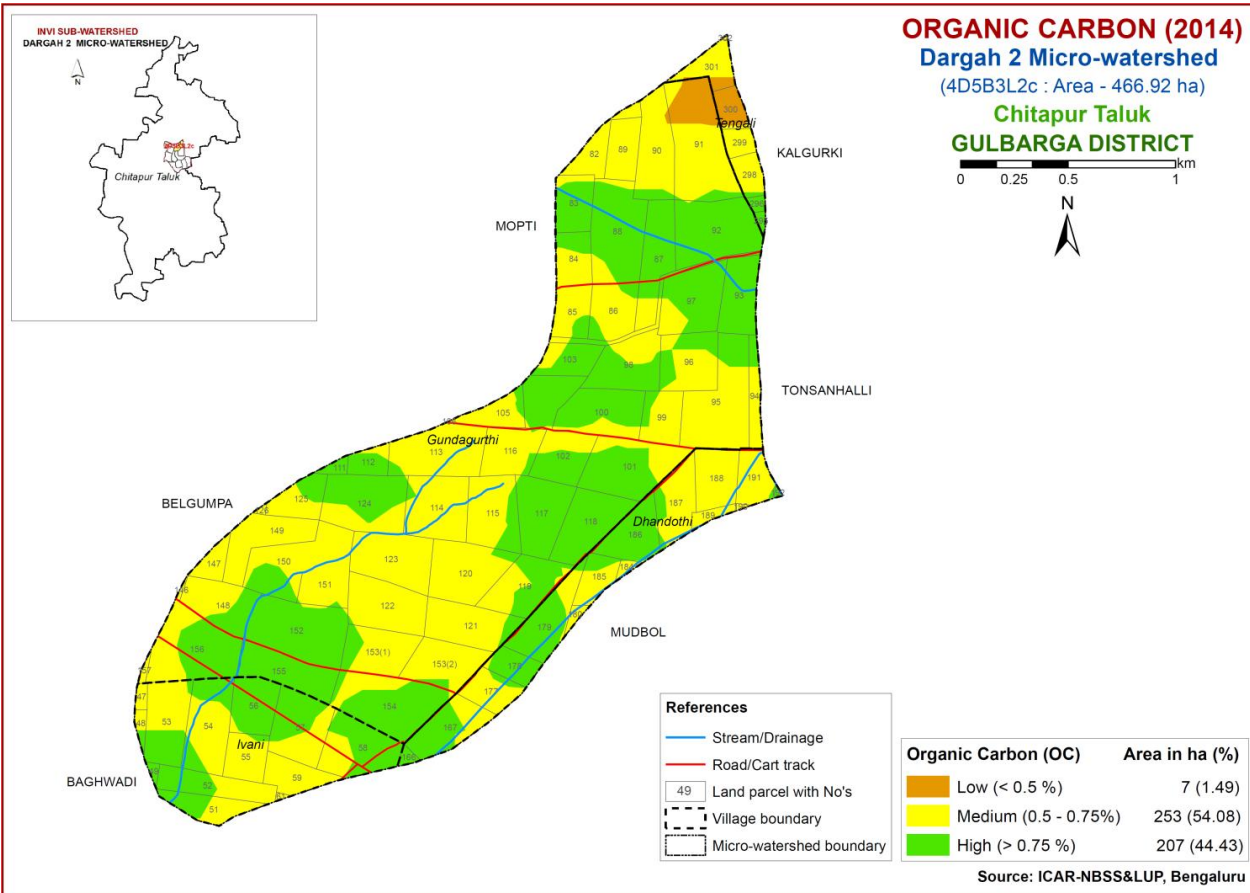 INVI SUB-WATERSHED
DARGAH 2 MICRO-WATERSHED
N
Chitapur Taluk
ORGANIC CARBON (2014)
Dargah 2 Micro-watershed
(4D5B3L2c : Area - 466.92 ha)
Chitapur Taluk
GULBARGA DISTRICT
km
0 0.25 0.5 1
N
301
300
Tengali
KALGURKI
82 89 90 91 299
298
83
MOPTI
88 92
87
84
93
97
85 86
103 98 96
TONSANHALLI
95 94
105 100 99
Gundagurthi
113 116 102 101
111 112
BELGUMPA
125 124 114 115 117 118 187 188 191
Dhandothi
189
186
149
147 150 151 123 120 185 184
119
148 122
152 121 179
MUDBOL
156 153(1) 153(2) 178
155 177
157
47
48 53 54 56 154 167
Ivani
55 58
59
BAGHWADI
52
51
References
Stream/Drainage
Road/Cart track
49 Land parcel with No's
Village boundary
Micro-watershed boundary
Organic Carbon (OC) Area in ha (%)
Low (< 0.5 %) 7 (1.49)
Medium (0.5 - 0.75%) 253 (54.08)
High (> 0.75 %) 207 (44.43)
Source: ICAR-NBSS&LUP, Bengaluru